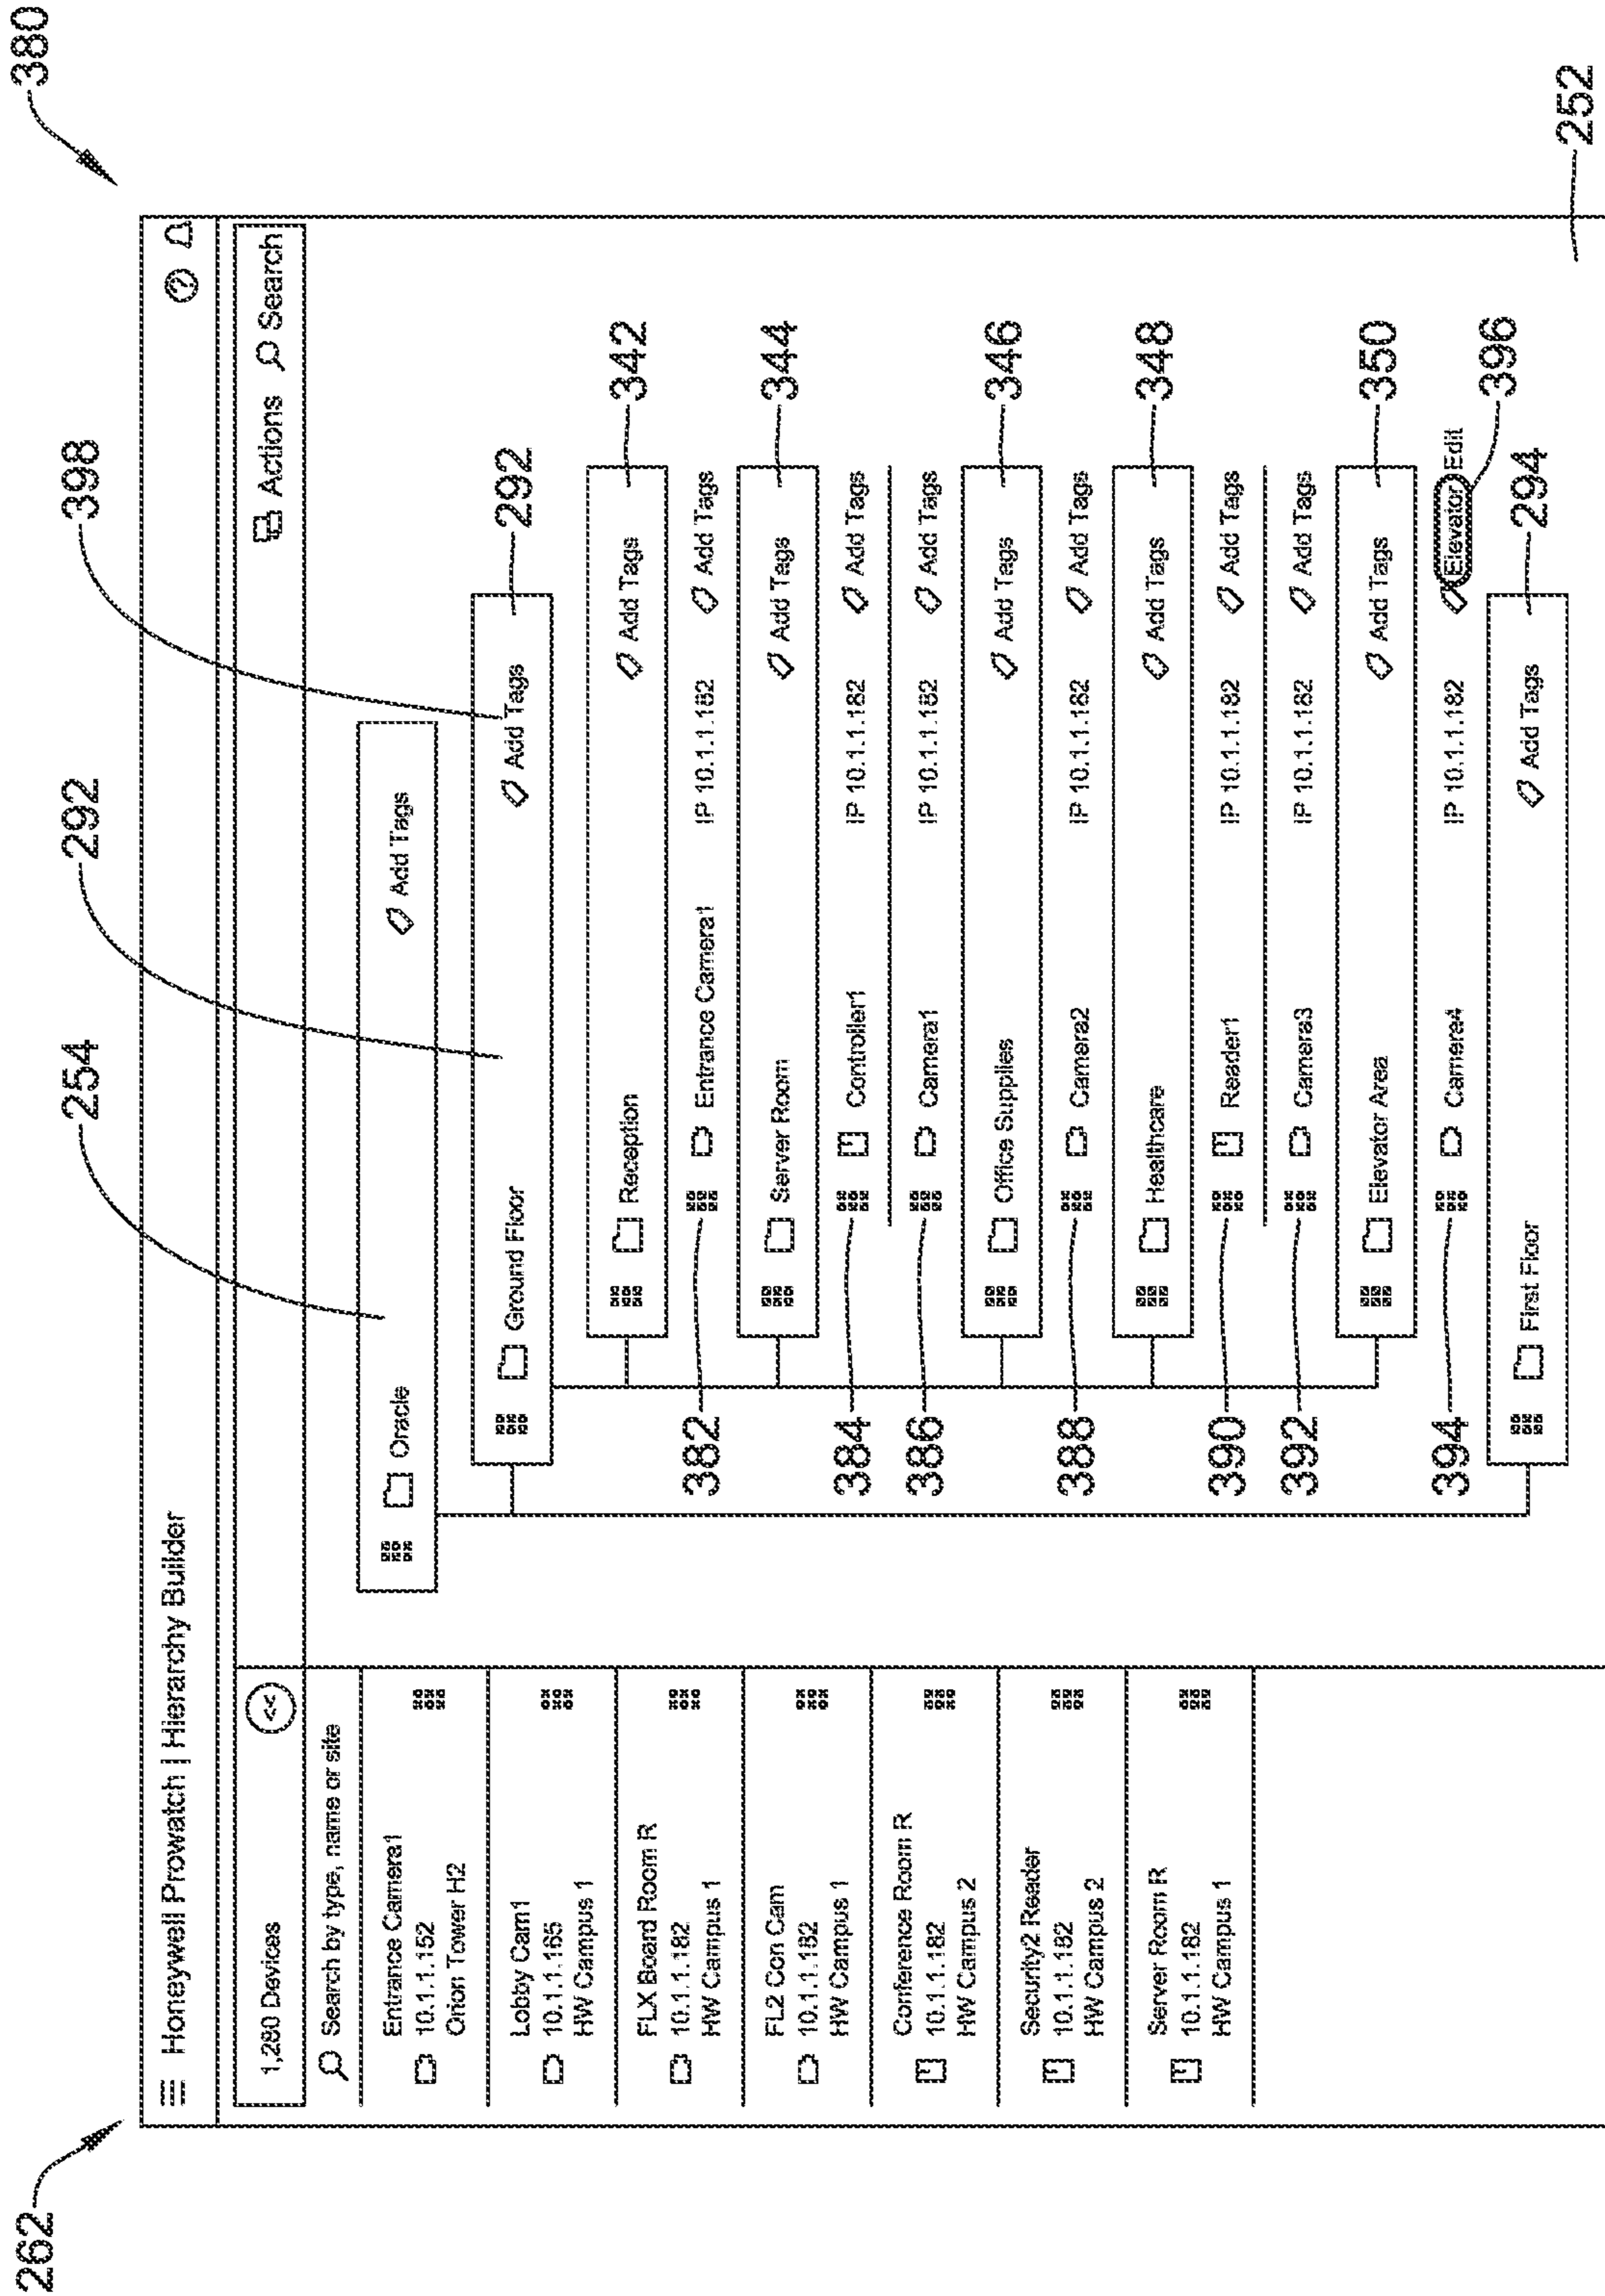 380
262
398
292
254
Honeywell Prowatch | Hierarchy Builder
?
1,280 Devices
<<
Actions
Search
Search by type, name or site
Entrance Camera1
10.1.1.152
Orion Tower H2
Lobby Cam1
10.1.1.165
HW Campus 1
FLX Board Room R
10.1.1.182
HW Campus 1
FL2 Con Cam
10.1.1.182
HW Campus 1
Conference Room R
10.1.1.182
HW Campus 2
Security2 Reader
10.1.1.182
HW Campus 2
Server Room R
10.1.1.182
HW Campus 1
Oracle Add Tags
Ground Floor Add Tags 292
Reception Add Tags 342
382 Entrance Camera1 IP 10.1.1.182 Add Tags
Server Room Add Tags 344
384 Controller1 IP 10.1.1.182 Add Tags
386 Camera1 IP 10.1.1.182 Add Tags
Office Supplies Add Tags 346
388 Camera2 IP 10.1.1.182 Add Tags
Healthcare Add Tags 348
390 Reader1 IP 10.1.1.182 Add Tags
392 Camera3 IP 10.1.1.182 Add Tags
Elevator Area Add Tags 350
394 Camera4 IP 10.1.1.182 Elevator Edit
396
First Floor Add Tags 294
252